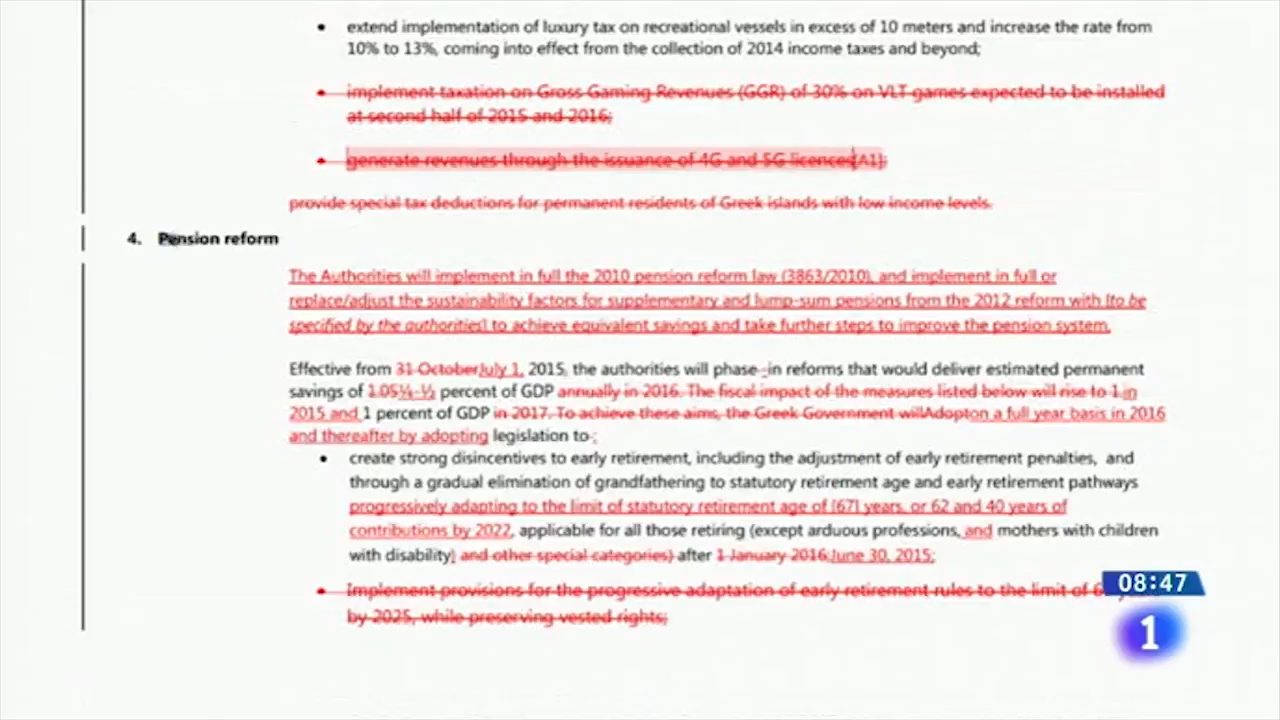 • extend implementation of luxury tax on recreational vessels in excess of 10 meters and increase the rate from
10% to 13%, coming into effect from the collection of 2014 income taxes and beyond;
• implement taxation on Gross Gaming Revenues (GGR) of 30% on VLT games expected to be installed
at second half of 2015 and 2016;
• generate revenues through the issuance of 4G and 5G licences[A1];
provide special tax deductions for permanent residents of Greek islands with low income levels.
4. Pension reform
The Authorities will implement in full the 2010 pension reform law (3863/2010), and implement in full or
replace/adjust the sustainability factors for supplementary and lump-sum pensions from the 2012 reform with [to be
specified by the authorities] to achieve equivalent savings and take further steps to improve the pension system.
Effective from 31 OctoberJuly 1, 2015, the authorities will phase-in reforms that would deliver estimated permanent
savings of 1.05¼-½ percent of GDP annually in 2016. The fiscal impact of the measures listed below will rise to 1 in
2015 and 1 percent of GDP in 2017. To achieve these aims, the Greek Government willAdopton a full year basis in 2016
and thereafter by adopting legislation to :
• create strong disincentives to early retirement, including the adjustment of early retirement penalties, and
through a gradual elimination of grandfathering to statutory retirement age and early retirement pathways
progressively adapting to the limit of statutory retirement age of [67] years, or 62 and 40 years of
contributions by 2022, applicable for all those retiring (except arduous professions, and mothers with children
with disability) and other special categories) after 1 January 2016;June 30, 2015;
• Implement provisions for the progressive adaptation of early retirement rules to the limit of
by 2025, while preserving vested rights;
08:47
1